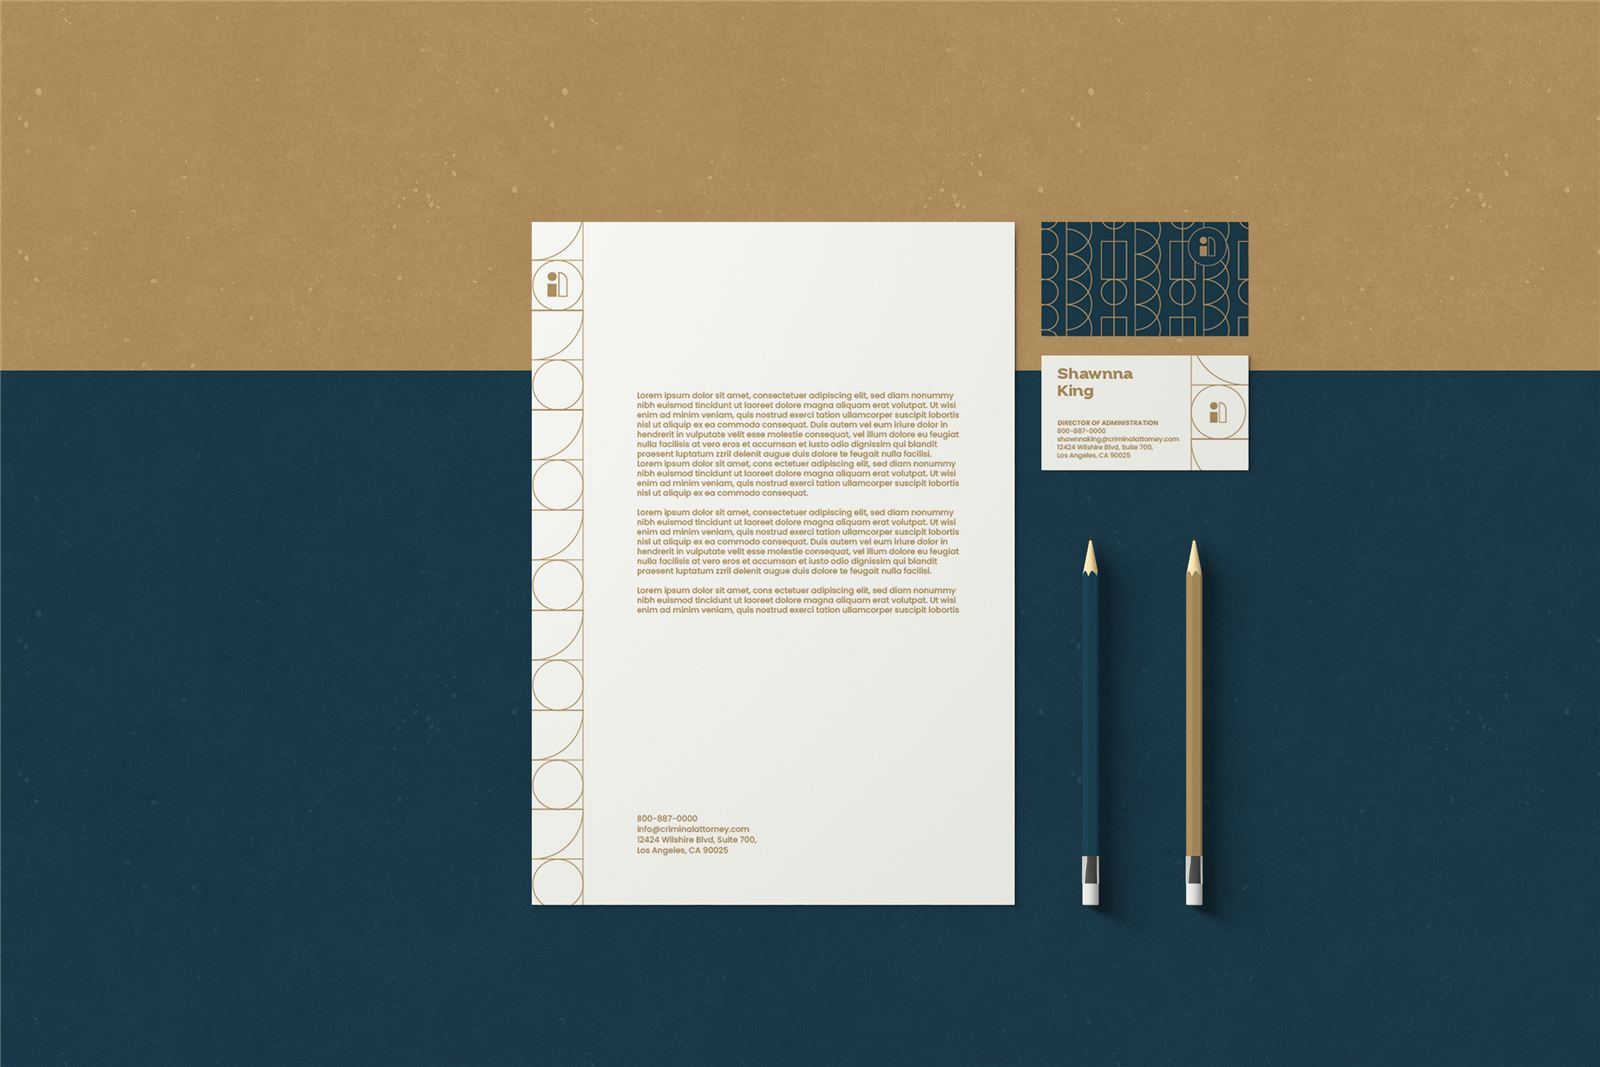 Lorem ipsum dolor sit amet, consectetuer adipiscing elit, sed diam nonummy
nibh euismod tincidunt ut laoreet dolore magna aliquam erat volutpat. Ut wisi
enim ad minim veniam, quis nostrud exerci tation ullamcorper suscipit lobortis
nisl ut aliquip ex ea commodo consequat. Duis autem vel eum iriure dolor in
hendrerit in vulputate velit esse molestie consequat, vel illum dolore eu feugiat
nulla facilisis at vero eros et accumsan et iusto odio dignissim qui blandit
praesent luptatum zzril delenit augue duis dolore te feugait nulla facilisi.
Lorem ipsum dolor sit amet, cons ectetuer adipiscing elit, sed diam nonummy
nibh euismod tincidunt ut laoreet dolore magna aliquam erat volutpat. Ut wisi
enim ad minim veniam, quis nostrud exerci tation ullamcorper suscipit lobortis
nisl ut aliquip ex ea commodo consequat.
Lorem ipsum dolor sit amet, consectetuer adipiscing elit, sed diam nonummy
nibh euismod tincidunt ut laoreet dolore magna aliquam erat volutpat. Ut wisi
enim ad minim veniam, quis nostrud exerci tation ullamcorper suscipit lobortis
nisl ut aliquip ex ea commodo consequat. Duis autem vel eum iriure dolor in
hendrerit in vulputate velit esse molestie consequat, vel illum dolore eu feugiat
nulla facilisis at vero eros et accumsan et iusto odio dignissim qui blandit
praesent luptatum zzril delenit augue duis dolore te feugait nulla facilisi.
Lorem ipsum dolor sit amet, consectetuer adipiscing elit, sed diam nonummy
nibh euismod tincidunt ut laoreet dolore magna aliquam erat volutpat. Ut wisi
enim ad minim veniam, quis nostrud exerci tation ullamcorper suscipit lobortis
800-887-0000
info@criminalattorney.com
12424 Wilshire Blvd, Suite 700,
Los Angeles, CA 90025
Shawnna
King
DIRECTOR OF ADMINISTRATION
800-887-0000
shawnnaking@criminalattorney.com
12424 Wilshire Blvd, Suite 700,
Los Angeles, CA 90025